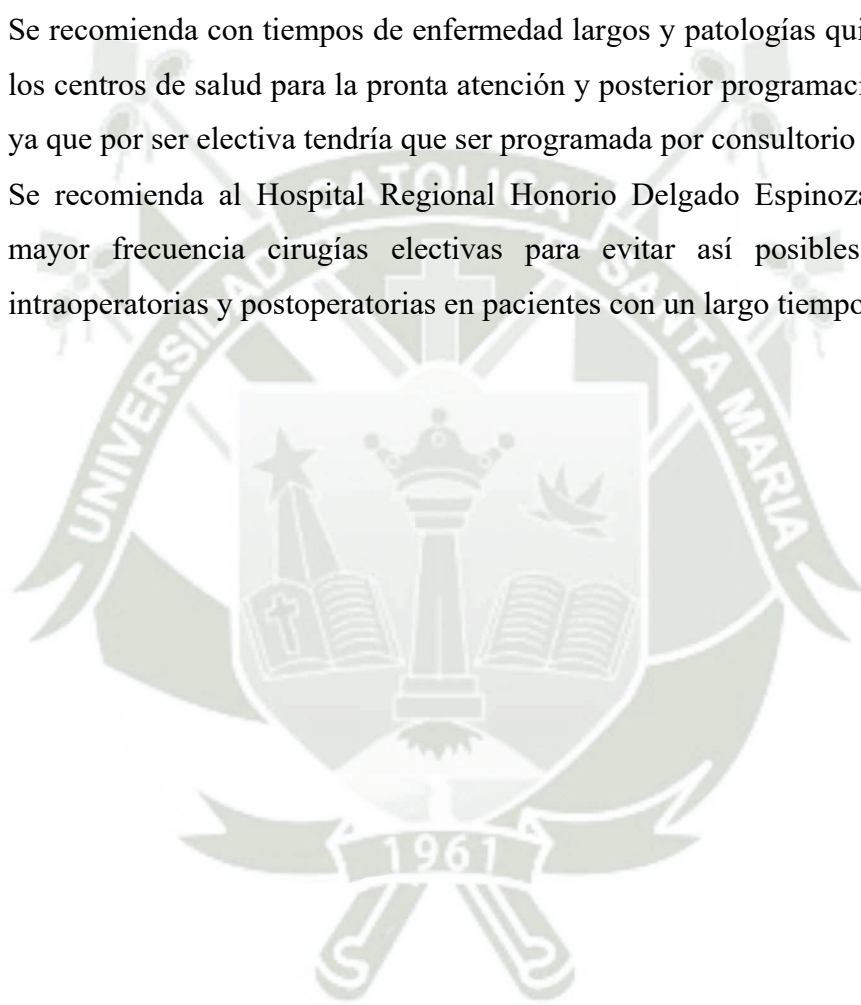 Se recomienda con tiempos de enfermedad largos y patologías
los centros de salud para la pronta atención y posterior
ya que por ser electiva tendría que ser programada por consultorio
Se recomienda al Hospital Regional Honorio Delgado Espinoza
mayor frecuencia cirugías electivas para evitar así posibles
intraoperatorias y postoperatorias en pacientes con un largo tiempo
UNIVERSIDAD CATOLICA SANTA MARIA
1961